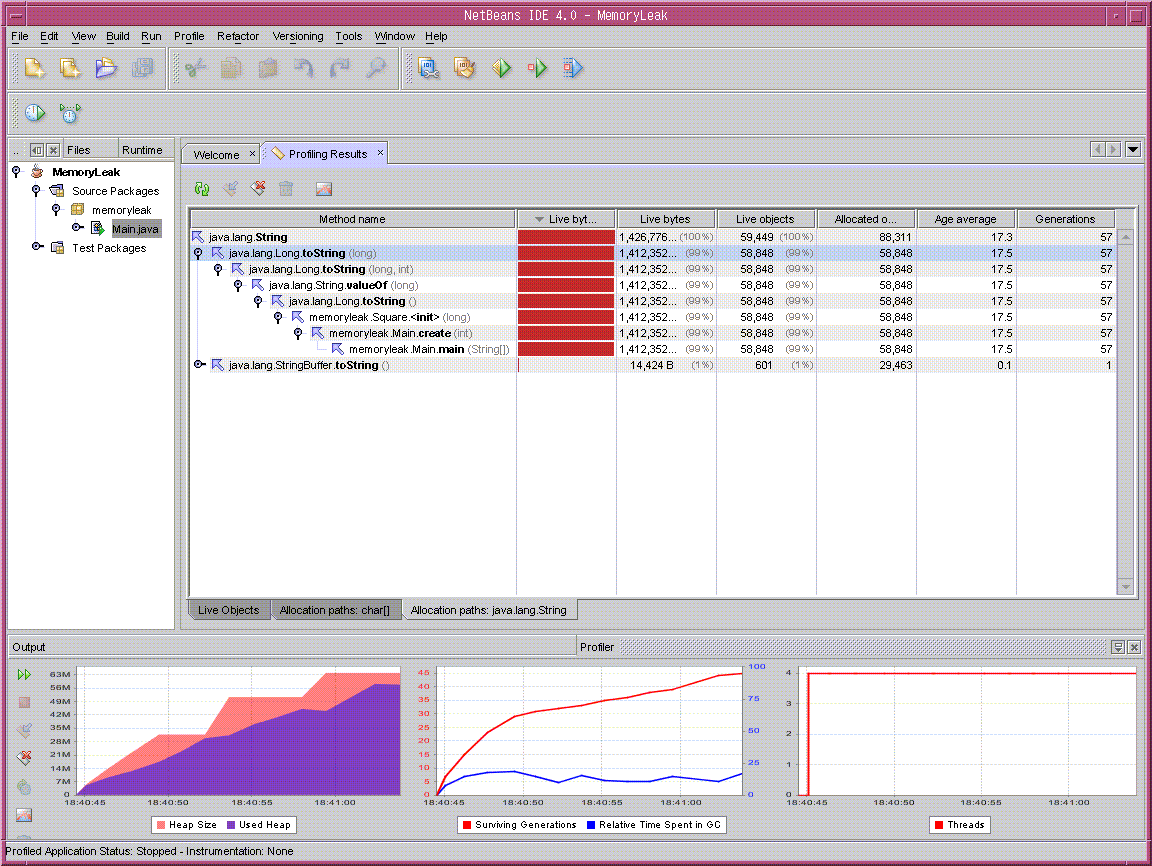 NetBeans IDE 4.0 - MemoryLeak
File Edit View Build Run Profile Refactor Versioning Tools Window Help
.. Files Runtime
MemoryLeak
Source Packages
memoryleak
Main.java
Test Packages
Welcome × Profiling Results ×
Method name Live byt... Live bytes Live objects Allocated o... Age average Generations
java.lang.String 1,426,776... (100%) 59,449 (100%) 88,311 17.3 57
java.lang.Long.toString (long) 1,412,352... (99%) 58,848 (99%) 58,848 17.5 57
java.lang.Long.toString (long, int) 1,412,352... (99%) 58,848 (99%) 58,848 17.5 57
java.lang.String.valueOf (long) 1,412,352... (99%) 58,848 (99%) 58,848 17.5 57
java.lang.Long.toString () 1,412,352... (99%) 58,848 (99%) 58,848 17.5 57
memoryleak.Square.<init> (long) 1,412,352... (99%) 58,848 (99%) 58,848 17.5 57
memoryleak.Main.create (int) 1,412,352... (99%) 58,848 (99%) 58,848 17.5 57
memoryleak.Main.main (String[]) 1,412,352... (99%) 58,848 (99%) 58,848 17.5 57
java.lang.StringBuffer.toString () 14,424 B (1%) 601 (1%) 29,463 0.1 1
Live Objects Allocation paths: char[] Allocation paths: java.lang.String
Output Profiler
63M
56M
49M
42M
35M
28M
21M
14M
7M
0
18:40:45 18:40:50 18:40:55 18:41:00
Heap Size Used Heap
45
40
35
30
25
20
15
10
5
0
100
75
50
25
0
18:40:45 18:40:50 18:40:55 18:41:00
Surviving Generations Relative Time Spent in GC
4
3
2
1
0
18:40:45 18:40:50 18:40:55 18:41:00
Threads
Profiled Application Status: Stopped - Instrumentation: None